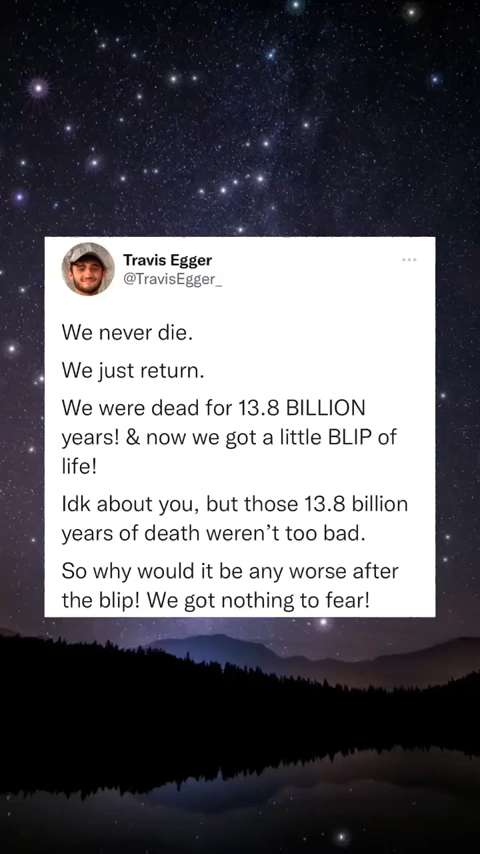 Travis Egger
@TravisEgger_
We never die.
We just return.
We were dead for 13.8 BILLION
years! & now we got a little BLIP of
life!
Idk about you, but those 13.8 billion
years of death weren’t too bad.
So why would it be any worse after
the blip! We got nothing to fear!